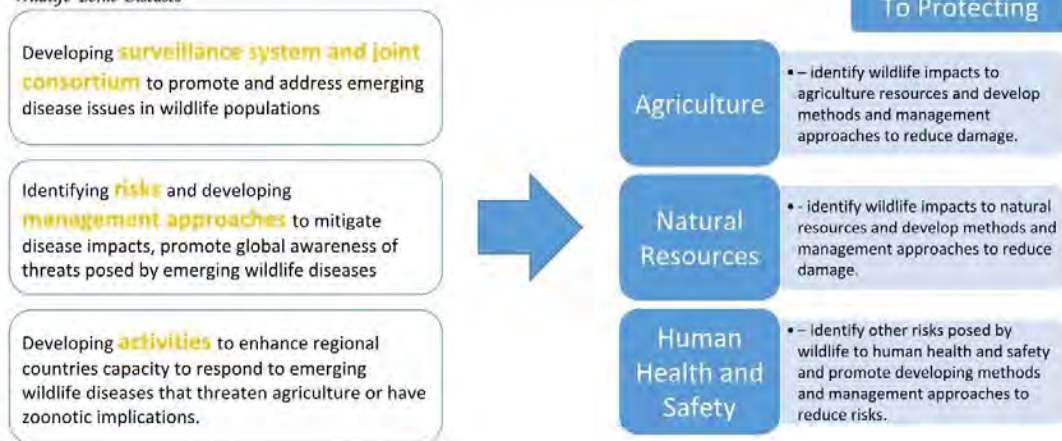 Wildlife-Borne Diseases
Developing surveillance system and joint
consortium to promote and address emerging
disease issues in wildlife populations
Identifying risks and developing
management approaches to mitigate
disease impacts, promote global awareness of
threats posed by emerging wildlife diseases
Developing activities to enhance regional
countries capacity to respond to emerging
wildlife diseases that threaten agriculture or have
zoonotic implications.
To Protecting
Agriculture
• – identify wildlife impacts to
agriculture resources and develop
methods and management
approaches to reduce damage.
Natural
Resources
• - identify wildlife impacts to natural
resources and develop methods and
management approaches to reduce
damage.
Human
Health and
Safety
• – identify other risks posed by
wildlife to human health and safety
and promote developing methods
and management approaches to
reduce risks.